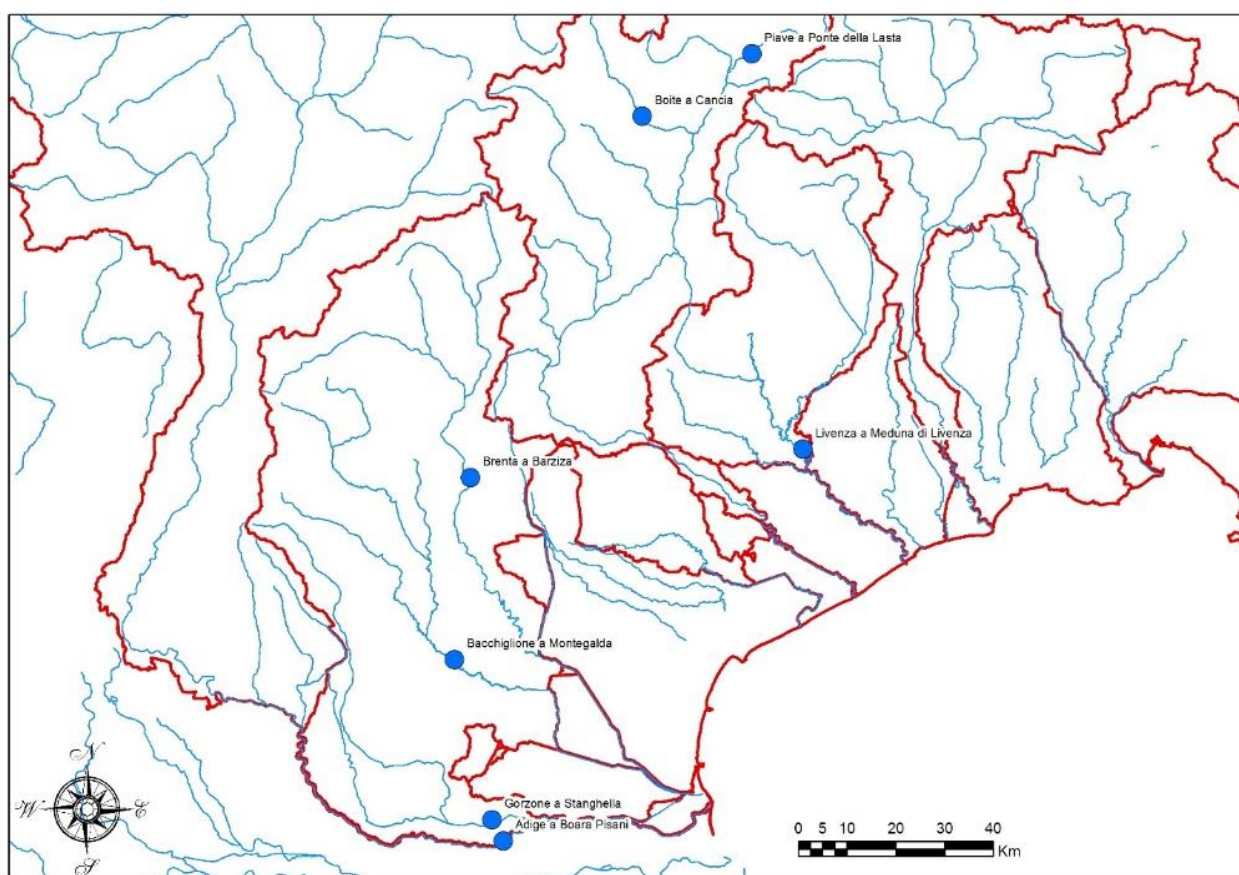 Piave a Ponte della Lasta
Boite a Cancia
Livenza a Meduna di Livenza
Brenta a Barziza
Bacchiglione a Montegalda
Gorzone a Stanghella
Adige a Boara Pisani
N
W E
S
0 5 10 20 30 40
Km